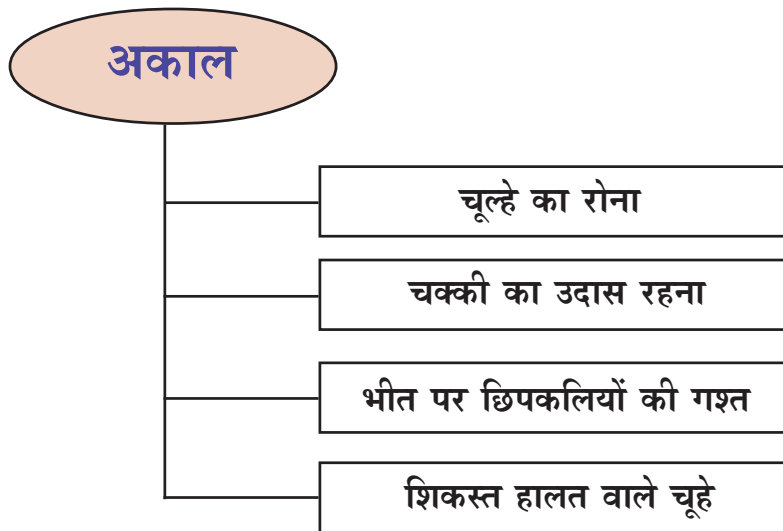 अकाल
चूल्हे का रोना
चक्की का उदास रहना
भीत पर छिपकलियों की गश्त
शिकस्त हालत वाले चूहे